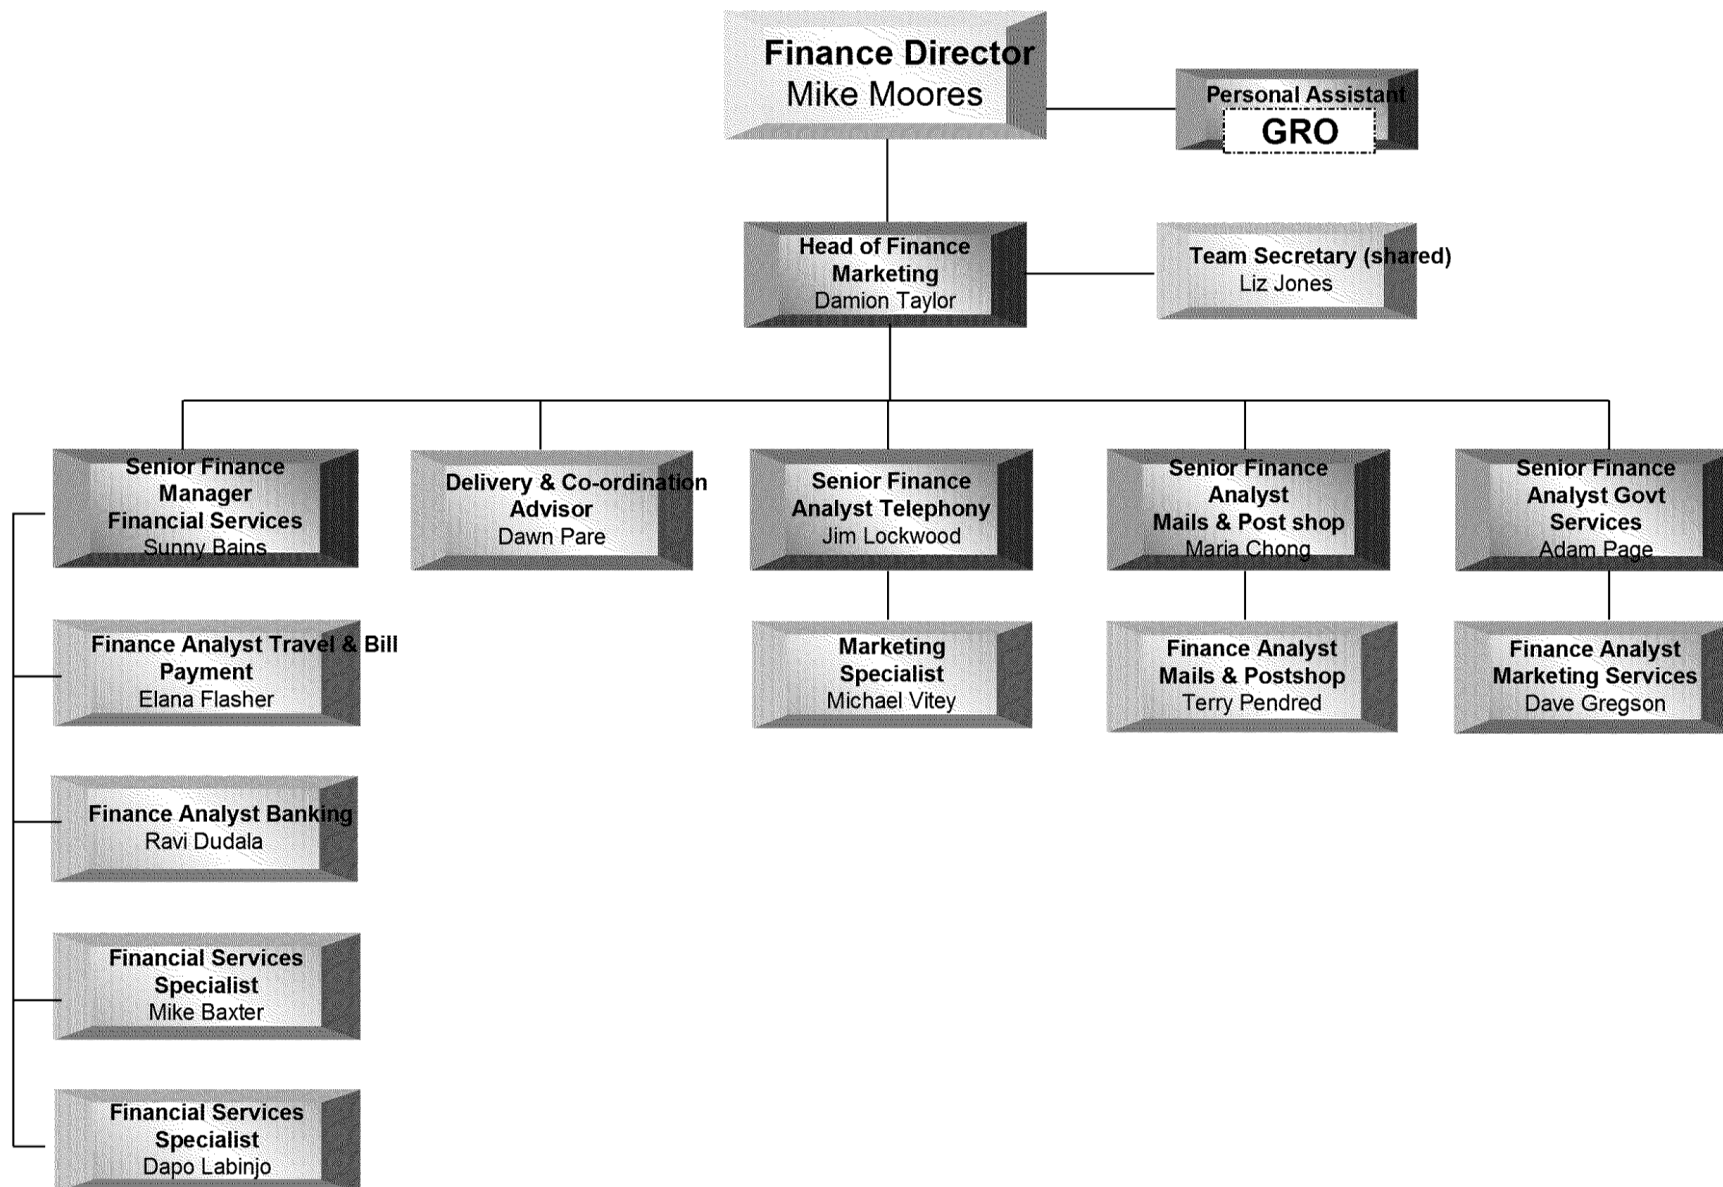 Finance Director
Mike Moores
Personal Assistant
GRO
Head of Finance
Marketing
Damion Taylor
Team Secretary (shared)
Liz Jones
Senior Finance
Manager
Financial Services
Sunny Bains
Delivery & Co-ordination
Advisor
Dawn Pare
Senior Finance
Analyst Telephony
Jim Lockwood
Senior Finance
Analyst
Mails & Post shop
Maria Chong
Senior Finance
Analyst Govt
Services
Adam Page
Finance Analyst Travel & Bill
Payment
Elana Flasher
Marketing
Specialist
Michael Vitey
Finance Analyst
Mails & Postshop
Terry Pendred
Finance Analyst
Marketing Services
Dave Gregson
Finance Analyst Banking
Ravi Dudala
Financial Services
Specialist
Mike Baxter
Financial Services
Specialist
Dapo Labinjo